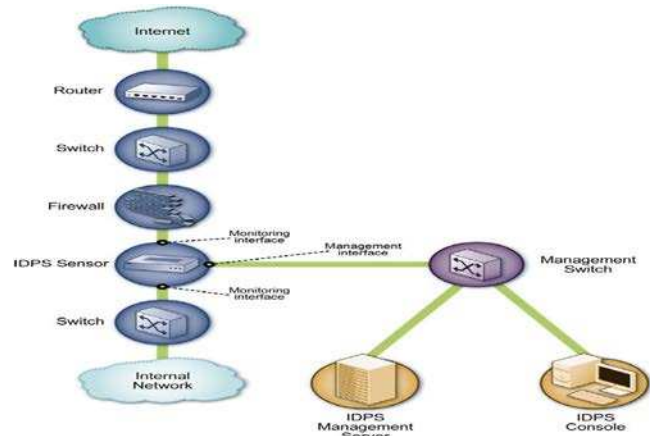 Internet
Router
Switch
Firewall
Monitoring
interface
Management
interface
IDPS Sensor
Management
Switch
Monitoring
interface
Switch
Internal
Network
IDPS
Management
Server
IDPS
Console